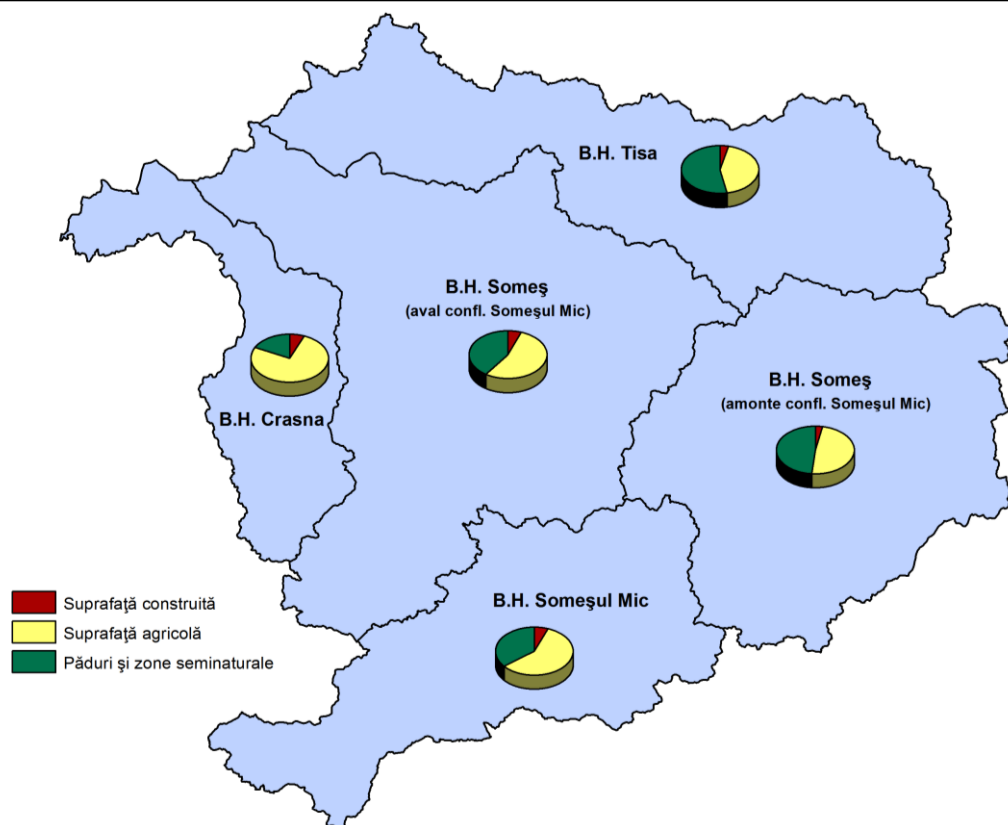 B.H. Tisa
B.H. Someş
(aval confl. Someşul Mic)
B.H. Someş
(amonte confl. Someşul Mic)
B.H. Crasna
B.H. Someşul Mic
Suprafaţă construită
Suprafaţă agricolă
Păduri şi zone seminaturale